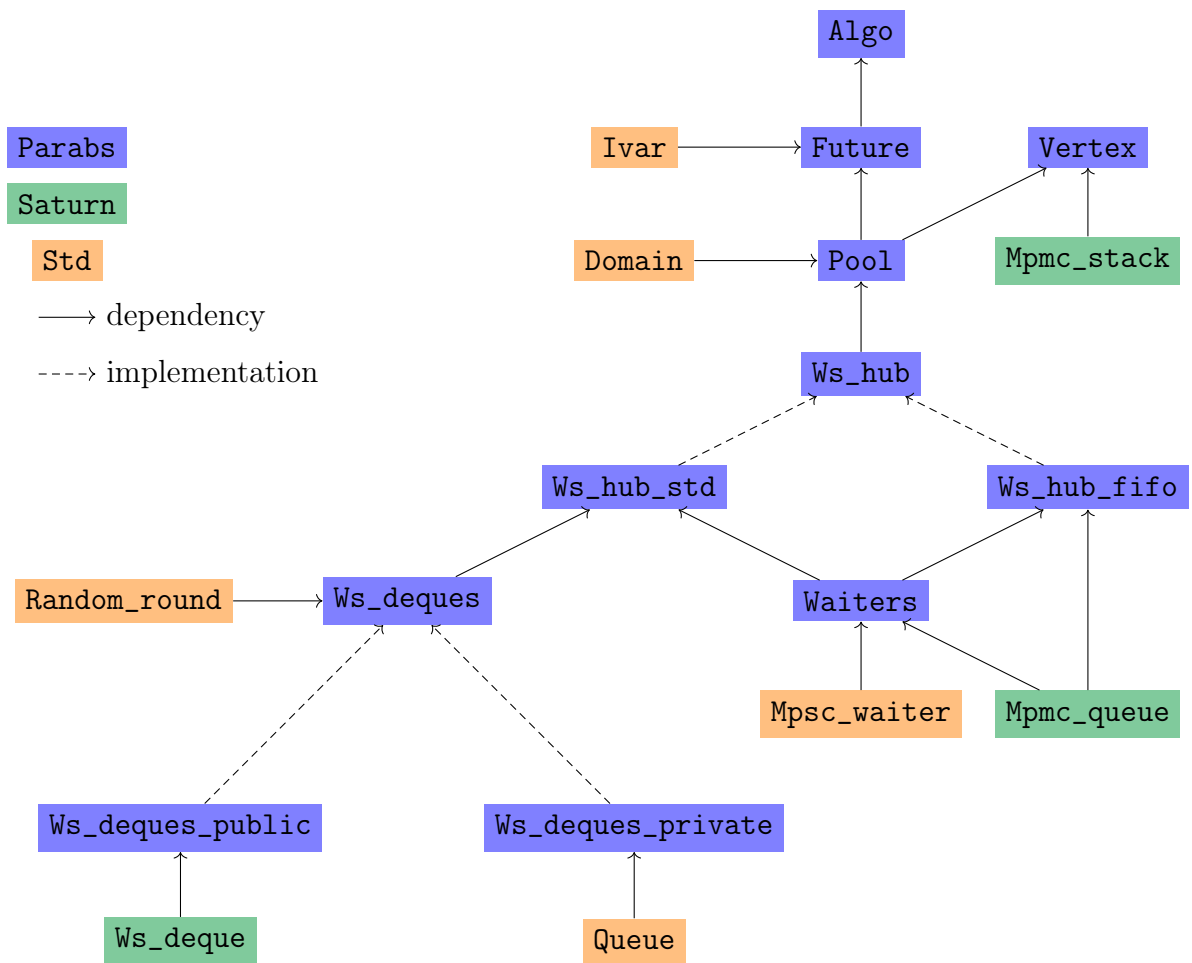 Algo
Parabs
Ivar
Future
Vertex
Saturn
Std
Domain
Pool
Mpmc_stack
dependency
implementation
Ws_hub
Ws_hub_std
Ws_hub_fifo
Random_round
Ws_deques
Waiters
Mpsc_waiter
Mpmc_queue
Ws_deques_public
Ws_deques_private
Ws_deque
Queue